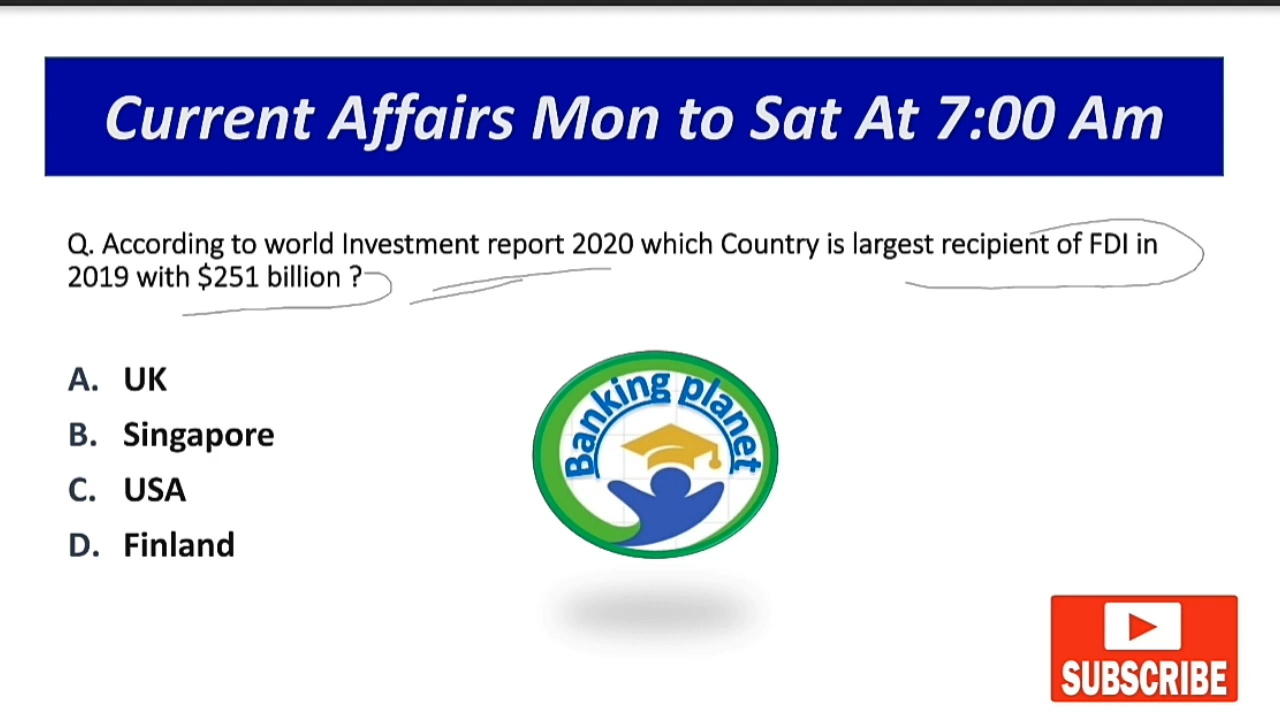 Current Affairs Mon to Sat At 7:00 Am
Q. According to world Investment report 2020 which Country is largest recipient of FDI in
2019 with $251 billion ?
A. UK
B. Singapore
C. USA
D. Finland
Banking planet
SUBSCRIBE